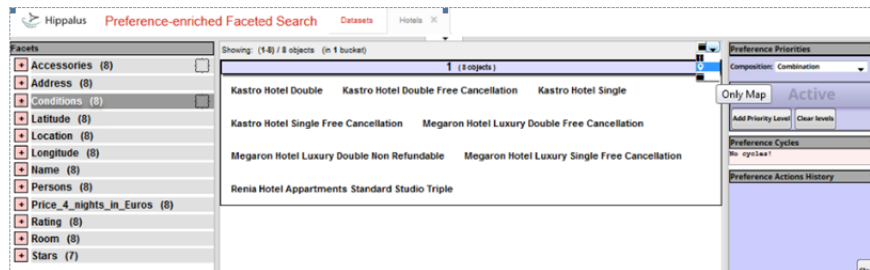 Hippalus Preference-enriched Faceted Search Datasets Hotels
Facets
Accessories (8)
Address (8)
Conditions (8)
Latitude (8)
Location (8)
Longitude (8)
Name (8)
Persons (8)
Price_4_nights_in_Euros (8)
Rating (8)
Room (8)
Stars (7)
Showing: (1-8) / 8 objects (in 1 bucket)
1 (8 objects)
Kastro Hotel Double Kastro Hotel Double Free Cancellation Kastro Hotel Single
Kastro Hotel Single Free Cancellation Megaron Hotel Luxury Double Free Cancellation
Megaron Hotel Luxury Double Non Refundable Megaron Hotel Luxury Single Free Cancellation
Renia Hotel Appartments Standard Studio Triple
Only Map
Preference Priorities
Composition: Combination
Active
Add Priority Level Clear levels
Preference Cycles
No cycles!
Preference Actions History